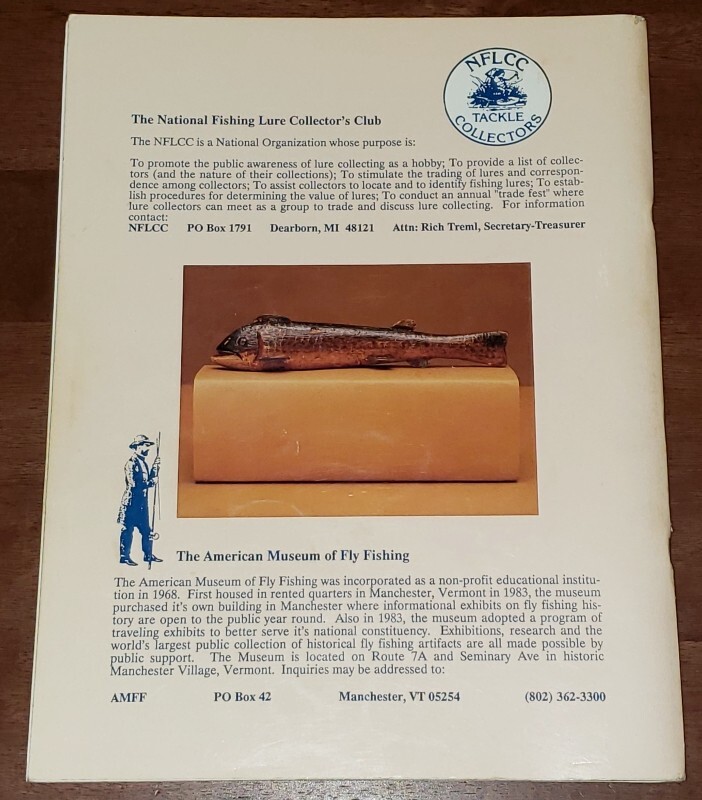 NFLCC
TACKLE
COLLECTORS
The National Fishing Lure Collector's Club
The NFLCC is a National Organization whose purpose is:
To promote the public awareness of lure collecting as a hobby; To provide a list of collec-
tors (and the nature of their collections); To stimulate the trading of lures and correspon-
dence among collectors; To assist collectors to locate and to identify fishing lures; To estab-
lish procedures for determining the value of lures; To conduct an annual "trade fest" where
lure collectors can meet as a group to trade and discuss lure collecting. For information
contact:
NFLCC PO Box 1791 Dearborn, MI 48121 Attn: Rich Treml, Secretary-Treasurer
The American Museum of Fly Fishing
The American Museum of Fly Fishing was incorporated as a non-profit educational institu-
tion in 1968. First housed in rented quarters in Manchester, Vermont in 1983, the museum
purchased it's own building in Manchester where informational exhibits on fly fishing his-
tory are open to the public year round. Also in 1983, the museum adopted a program of
traveling exhibits to better serve it's national constituency. Exhibitions, research and the
world's largest public collection of historical fly fishing artifacts are all made possible by
public support. The Museum is located on Route 7A and Seminary Ave in historic
Manchester Village, Vermont. Inquiries may be addressed to:
AMFF PO Box 42 Manchester, VT 05254 (802) 362-3300